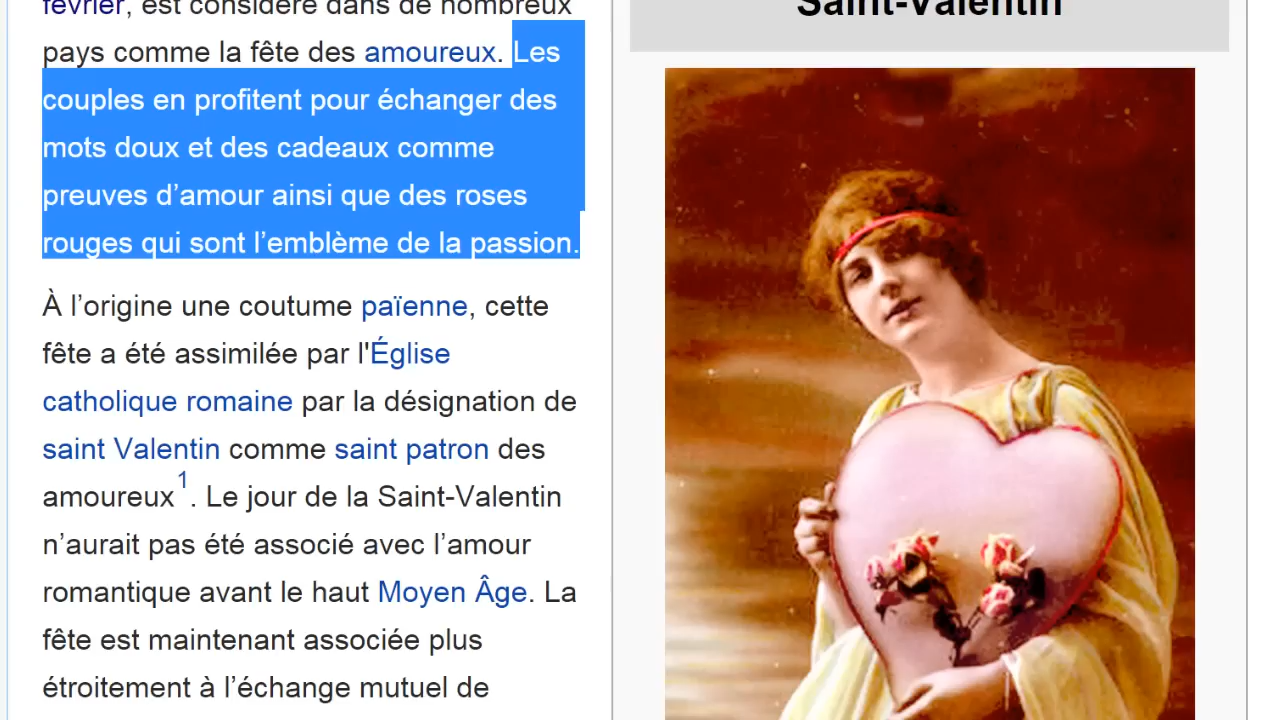 février, est considéré dans de nombreux
pays comme la fête des amoureux. Les
couples en profitent pour échanger des
mots doux et des cadeaux comme
preuves d’amour ainsi que des roses
rouges qui sont l’emblème de la passion.
À l’origine une coutume païenne, cette
fête a été assimilée par l'Église
catholique romaine par la désignation de
saint Valentin comme saint patron des
amoureux1. Le jour de la Saint-Valentin
n’aurait pas été associé avec l’amour
romantique avant le haut Moyen Âge. La
fête est maintenant associée plus
étroitement à l’échange mutuel de
Saint-Valentin